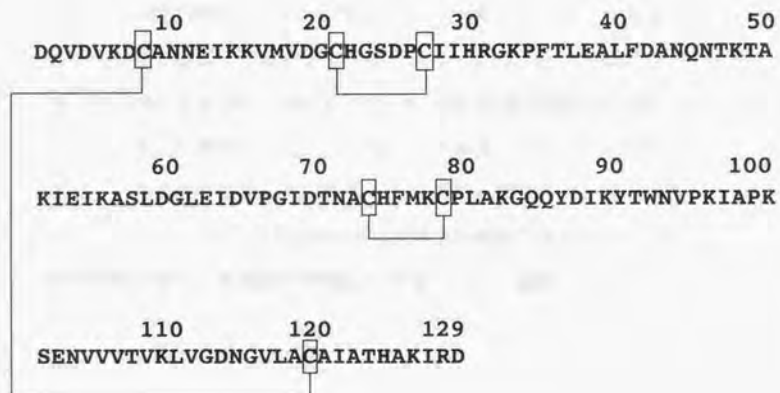 10 20 30 40 50
DQVDVKDCANNEIKKVMVDGCHGSDPCIIHRGKPFTLEALFDANQNTKTA
60 70 80 90 100
KIEIKASLDGLEIDVPGIDTNACHFMKCPLAKGQQYDIKYTWNVPKIAPK
110 120 129
SENVVVTVKLVGDNGVLACAIATHAKIRD